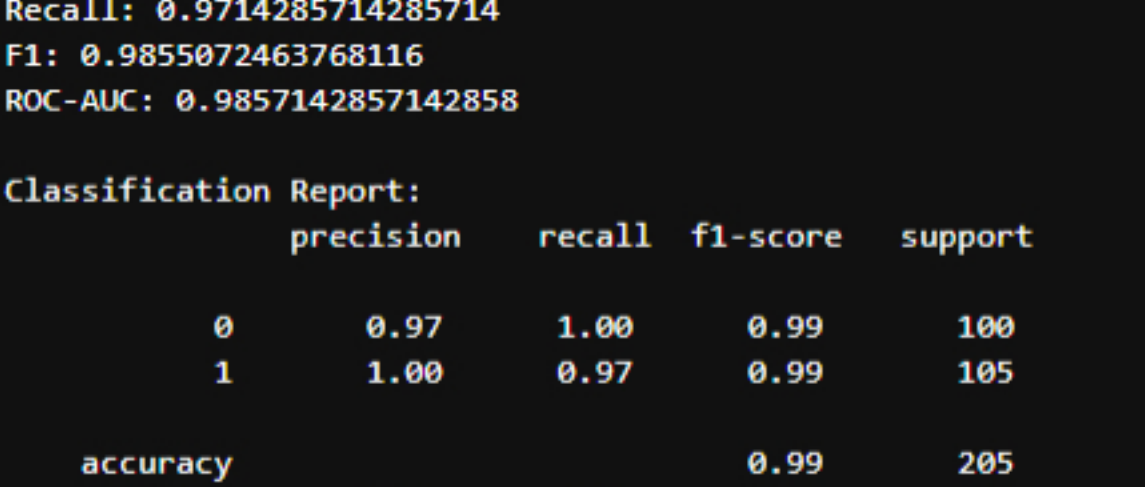 Recall: 0.9714285714285714
F1: 0.9855072463768116
ROC-AUC: 0.9857142857142858
Classification Report:
precision recall f1-score support
0 0.97 1.00 0.99 100
1 1.00 0.97 0.99 105
accuracy 0.99 205